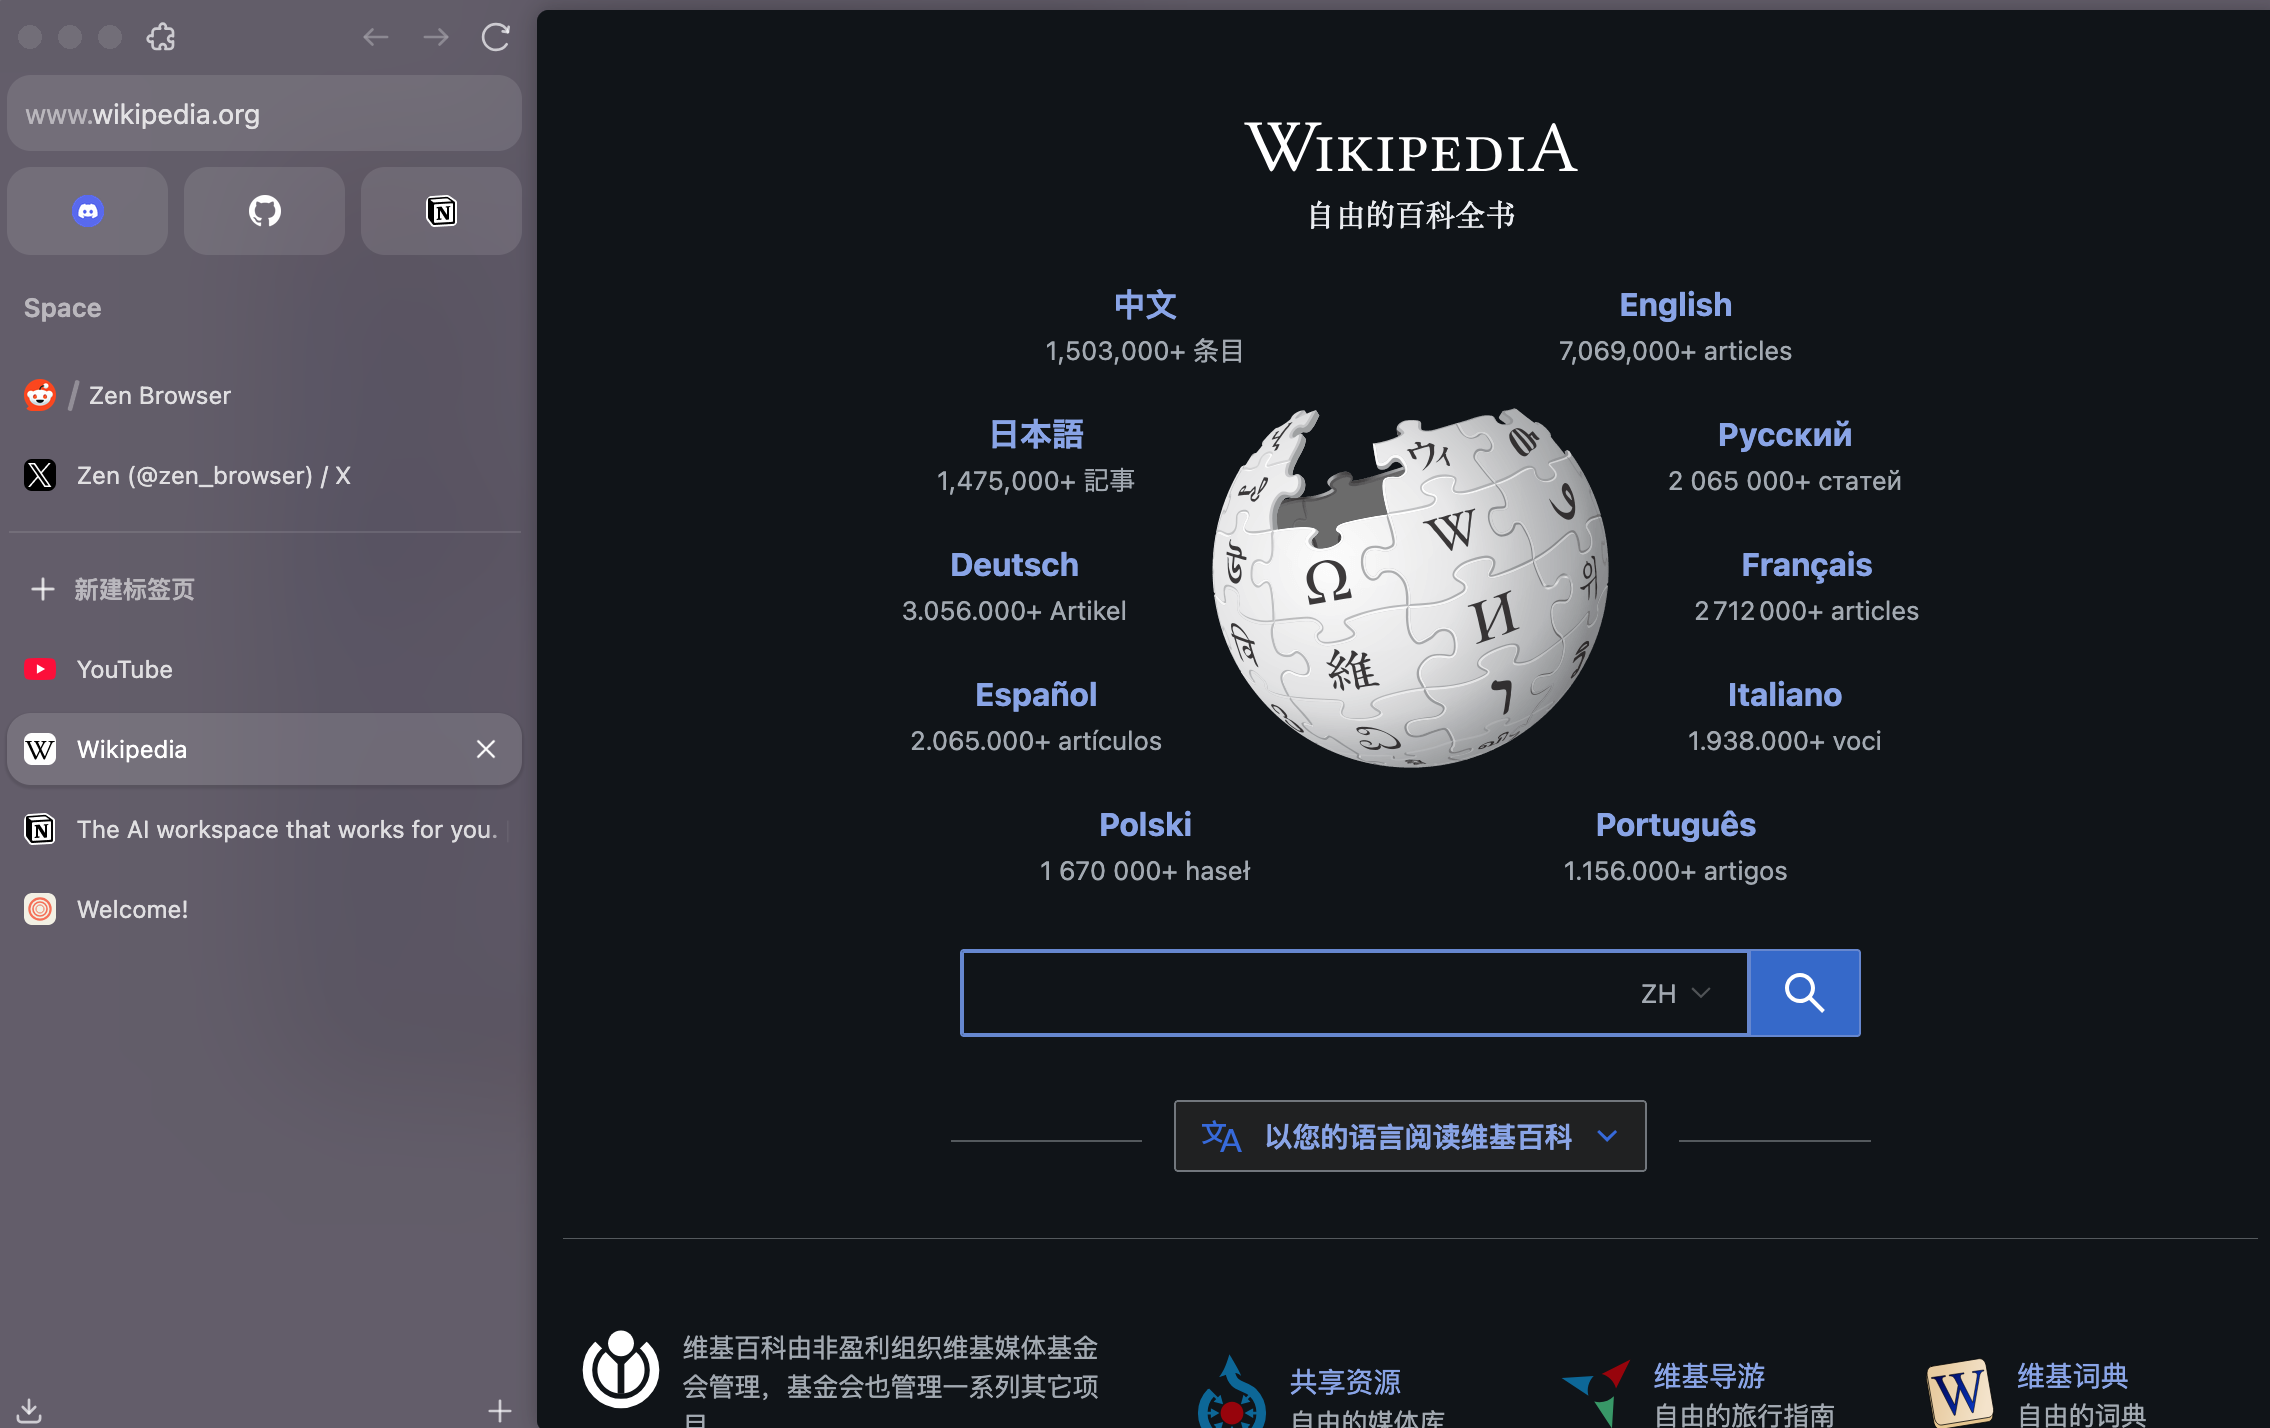 www.wikipedia.org
Space
/ Zen Browser
Zen (@zen_browser) / X
新建标签页
YouTube
Wikipedia
The AI workspace that works for you.
Welcome!
WIKIPEDIA
自由的百科全书
中文
1,503,000+ 条目
English
7,069,000+ articles
日本語
1,475,000+ 記事
Русский
2 065 000+ статей
Deutsch
3.056.000+ Artikel
Français
2 712 000+ articles
Español
2.065.000+ artículos
Italiano
1.938.000+ voci
Polski
1 670 000+ haseł
Português
1.156.000+ artigos
Ω
W
И
維
ウィ
ZH
以您的语言阅读维基百科
维基百科由非盈利组织维基媒体基金
会管理，基金会也管理一系列其它项
目
共享资源
自由的媒体库
维基导游
自由的旅行指南
维基词典
自由的词典